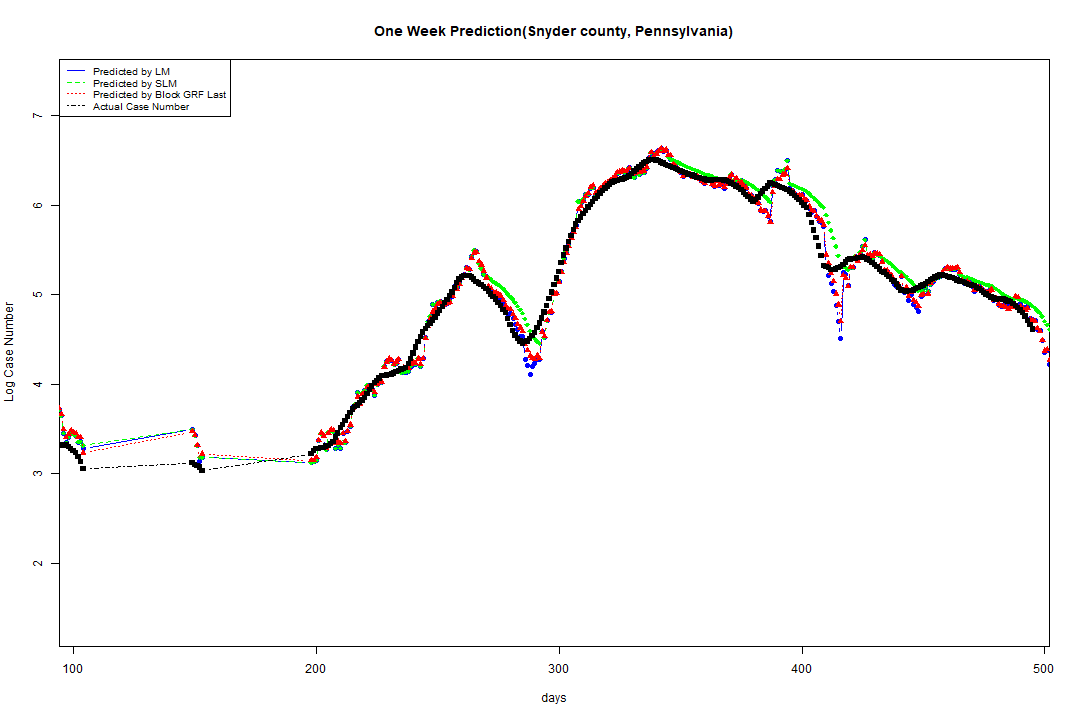 One Week Prediction(Snyder county, Pennsylvania)
Predicted by LM
Predicted by SLM
Predicted by Block GRF Last
Actual Case Number
7
6
5
4
3
2
Log Case Number
100 200 300 400 500
days